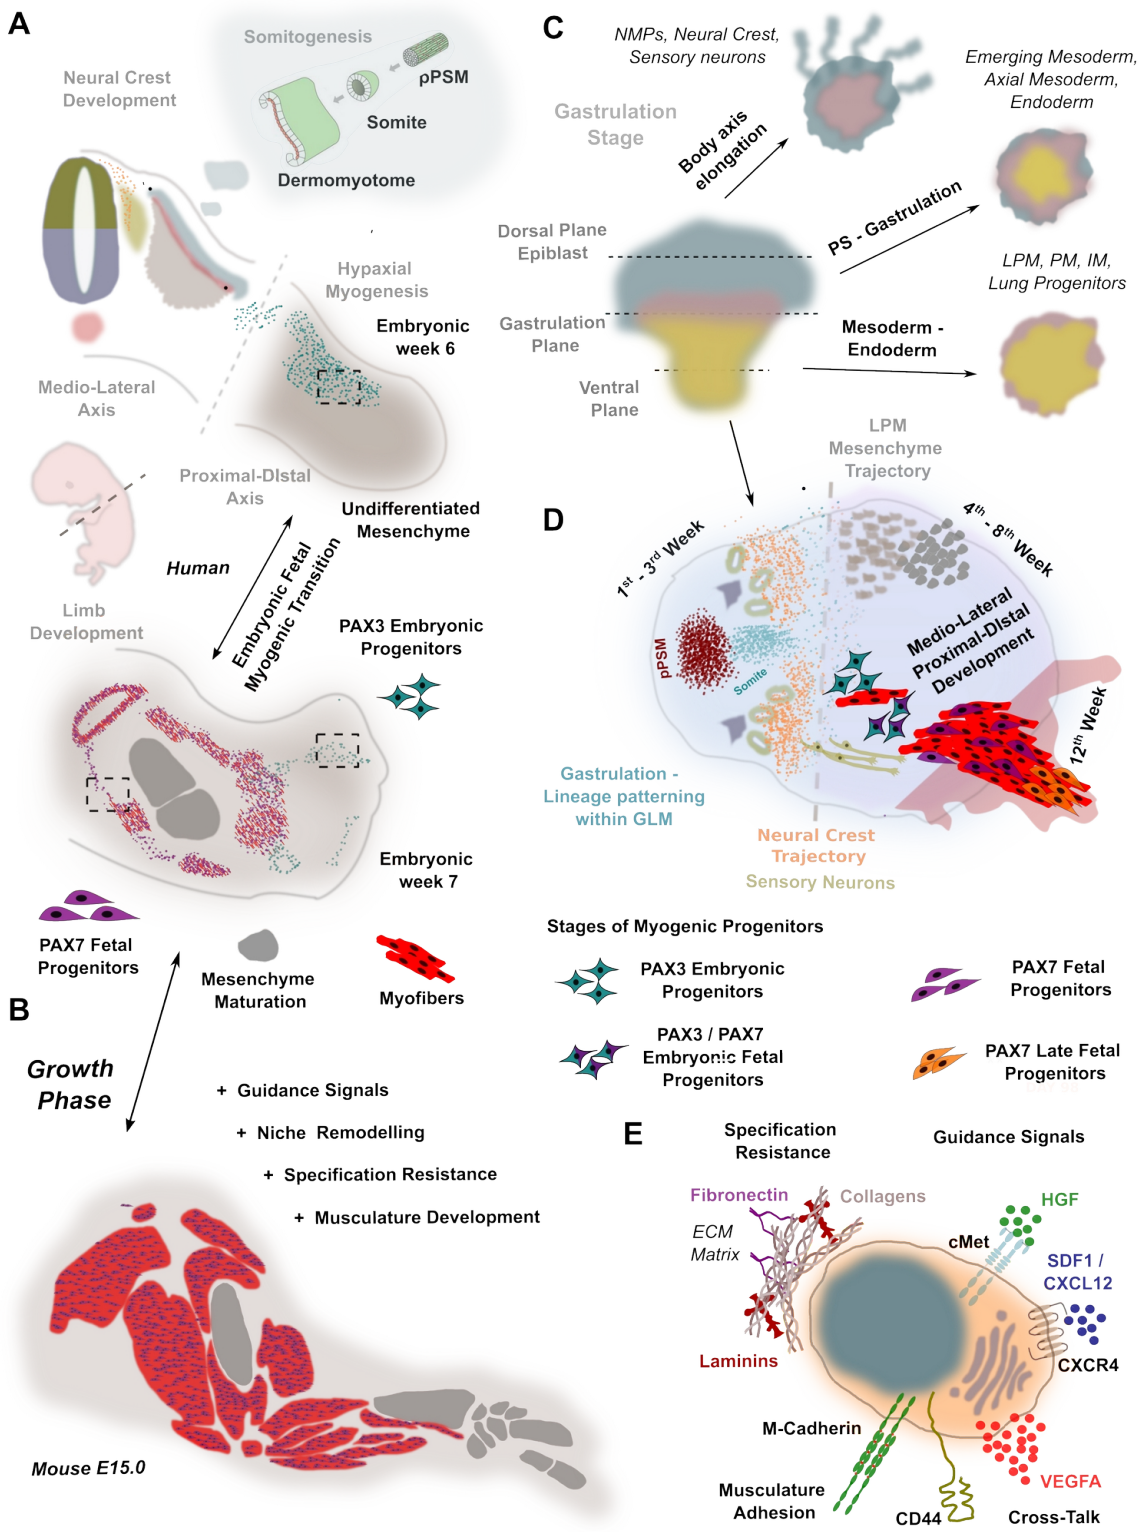 A
Somitogenesis
Neural Crest
Development
pPSM
Somite
Dermomyotome
Hypaxial
Myogenesis
Embryonic
week 6
Medio-Lateral
Axis
Proximal-DIstal
Axis
Undifferentiated
Mesenchyme
Human
Embryonic Fetal
Myogenic Transition
Limb
Development
PAX3 Embryonic
Progenitors
Embryonic
week 7
PAX7 Fetal
Progenitors
Mesenchyme
Maturation
Myofibers
B
Growth
Phase
+ Guidance Signals
+ Niche Remodelling
+ Specification Resistance
+ Musculature Development
Mouse E15.0
C
NMPs, Neural Crest,
Sensory neurons
Emerging Mesoderm,
Axial Mesoderm,
Endoderm
Gastrulation
Stage
Body axis
elongation
Dorsal Plane
Epiblast
PS - Gastrulation
LPM, PM, IM,
Lung Progenitors
Gastrulation
Plane
Mesoderm -
Endoderm
Ventral
Plane
LPM
Mesenchyme
Trajectory
D
1st - 3rd Week
4th - 8th Week
pPSM
Somite
Medio-Lateral
Proximal-DIstal
Development
12th Week
Gastrulation -
Lineage patterning
within GLM
Neural Crest
Trajectory
Sensory Neurons
Stages of Myogenic Progenitors
PAX3 Embryonic
Progenitors
PAX7 Fetal
Progenitors
PAX3 / PAX7
Embryonic Fetal
Progenitors
PAX7 Late Fetal
Progenitors
E
Specification
Resistance
Guidance Signals
Fibronectin
Collagens
HGF
ECM
Matrix
cMet
SDF1 /
CXCL12
Laminins
CXCR4
M-Cadherin
VEGFA
Musculature
Adhesion
CD44
Cross-Talk